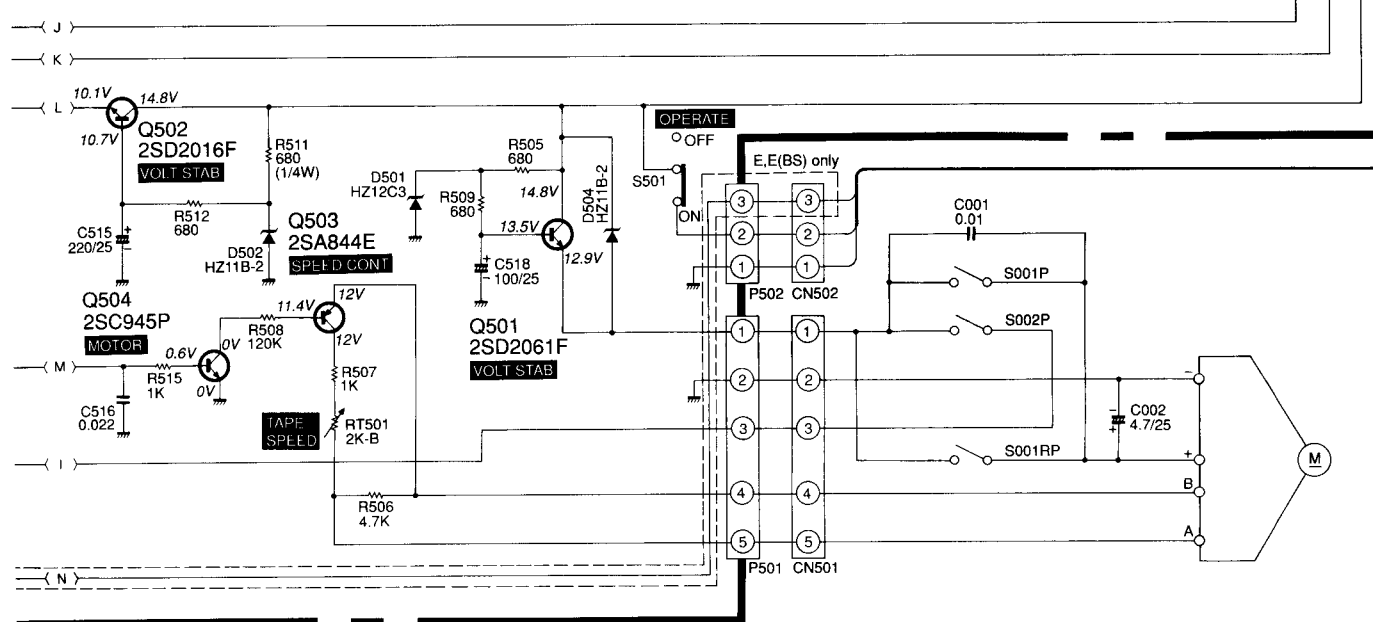 J
K
L
10.1V
14.8V
10.7V
Q502
2SD2016F
VOLT STAB
R511
680
(1/4W)
R512
680
C515
220/25
+
-
D502
HZ11B-2
Q503
2SA844E
SPEED CONT
D501
HZ12C3
R509
680
R505
680
14.8V
13.5V
12.9V
D504
HZ11B-2
+
-
C518
100/25
Q501
2SD2061F
VOLT STAB
OPERATE
OFF
S501
ON
E,E(BS) only
3
2
1
3
2
1
P502
CN502
C001
0.01
S001P
S002P
S001RP
Q504
2SC945P
MOTOR
11.4V
12V
12V
R508
120K
0V
0.6V
0V
M
R515
1K
C516
0.022
R507
1K
TAPE
SPEED
RT501
2K-B
I
R506
4.7K
N
1
2
3
4
5
1
2
3
4
5
P501
CN501
-
+
C002
4.7/25
-
+
B
A
M